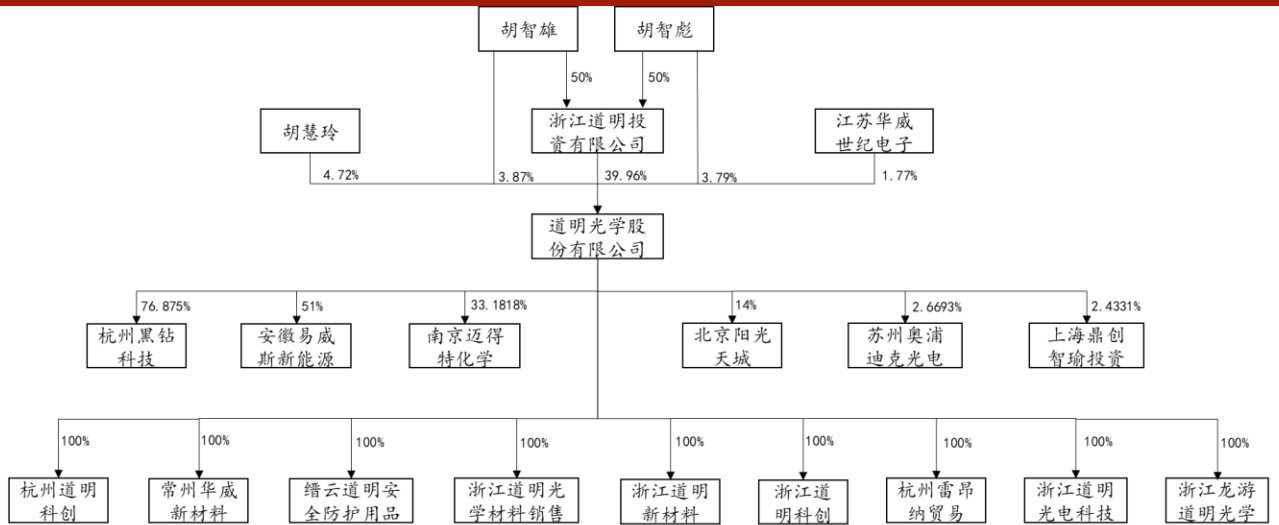 胡智雄
胡智彪
50%
50%
胡慧玲
浙江道明投
资有限公司
江苏华威
世纪电子
4.72%
3.87%
39.96%
3.79%
1.77%
道明光学股
份有限公司
76.875%
51%
33.1818%
14%
2.6693%
2.4331%
杭州黑钻
科技
安徽易威
斯新能源
南京迈得
特化学
北京阳光
天城
苏州奥浦
迪克光电
上海鼎创
智瑜投资
100%
100%
100%
100%
100%
100%
100%
100%
100%
杭州道明
科创
常州华威
新材料
缙云道明安
全防护用品
浙江道明光
学材料销售
浙江道明
新材料
浙江道
明科创
杭州雷昂
纳贸易
浙江道明
光电科技
浙江龙游
道明光学